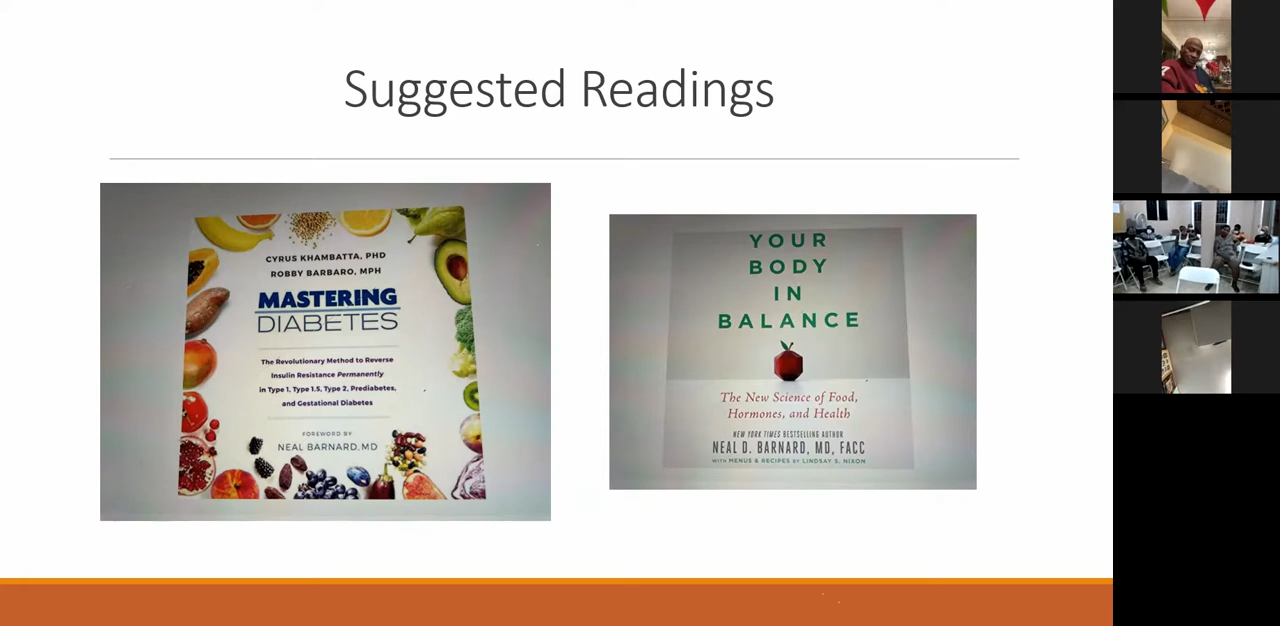 Suggested Readings
CYRUS KHAMBATTA, PHD
ROBBY BARBARO, MPH
MASTERING
DIABETES
The Revolutionary Method to Reverse
Insulin Resistance Permanently
in Type 1, Type 1.5, Type 2, Prediabetes,
and Gestational Diabetes
FOREWORD BY
NEAL BARNARD, MD
YOUR
BODY
IN
BALANCE
The New Science of Food,
Hormones, and Health
NEW YORK TIMES BESTSELLING AUTHOR
NEAL D. BARNARD, MD, FACC
WITH MENUS & RECIPES BY LINDSAY S. NIXON